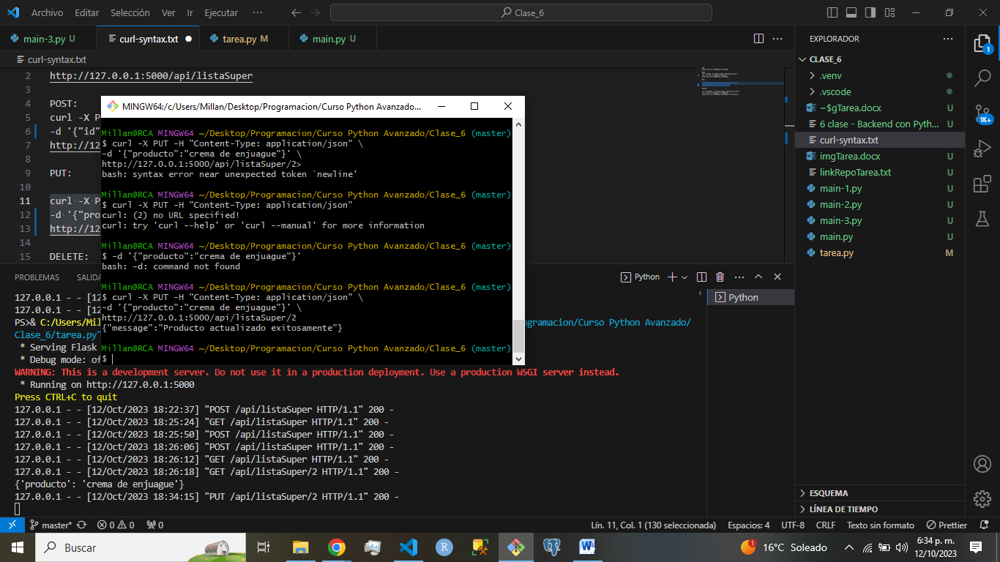 Archivo Editar Selección Ver Ir Ejecutar ··· Clase_6
main-3.py U curl-syntax.txt tarea.py M main.py U
curl-syntax.txt
2 http://127.0.0.1:5000/api/listaSuper
3
4 POST:
5 curl -X P
6 -d '{"id"
7 http://12
8
9 PUT:
10
11 curl -X P
12 -d '{"pro
13 http://12
14
15 DELETE:
MINGW64:/c/Users/Millan/Desktop/Programacion/Curso Python Avanzado...
Millan@RCA MINGW64 ~/Desktop/Programacion/Curso Python Avanzado/Clase_6 (master)
$ curl -X PUT -H "Content-Type: application/json" \
-d '{"producto":"crema de enjuague"}' \
http://127.0.0.1:5000/api/listaSuper/2>
bash: syntax error near unexpected token `newline'
Millan@RCA MINGW64 ~/Desktop/Programacion/Curso Python Avanzado/Clase_6 (master)
$ curl -X PUT -H "Content-Type: application/json"
curl: (2) no URL specified!
curl: try 'curl --help' or 'curl --manual' for more information
Millan@RCA MINGW64 ~/Desktop/Programacion/Curso Python Avanzado/Clase_6 (master)
$ -d '{"producto":"crema de enjuague"}'
bash: -d: command not found
Millan@RCA MINGW64 ~/Desktop/Programacion/Curso Python Avanzado/Clase_6 (master)
$ curl -X PUT -H "Content-Type: application/json" \
-d '{"producto":"crema de enjuague"}' \
http://127.0.0.1:5000/api/listaSuper/2
{"message":"Producto actualizado exitosamente"}
Millan@RCA MINGW64 ~/Desktop/Programacion/Curso Python Avanzado/Clase_6 (master)
$
PROBLEMAS SALIDA Python
127.0.0.1 - - [12
127.0.0.1 - - [12
PS>& C:/Users/Mil ogramacion/Curso Python Avanzado/
Clase_6/tarea.py"
* Serving Flask
* Debug mode: of
WARNING: This is a development server. Do not use it in a production deployment. Use a production WSGI server instead.
* Running on http://127.0.0.1:5000
Press CTRL+C to quit
127.0.0.1 - - [12/Oct/2023 18:22:37] "POST /api/listaSuper HTTP/1.1" 200 -
127.0.0.1 - - [12/Oct/2023 18:25:24] "GET /api/listaSuper HTTP/1.1" 200 -
127.0.0.1 - - [12/Oct/2023 18:25:50] "POST /api/listaSuper HTTP/1.1" 200 -
127.0.0.1 - - [12/Oct/2023 18:26:06] "POST /api/listaSuper HTTP/1.1" 200 -
127.0.0.1 - - [12/Oct/2023 18:26:12] "GET /api/listaSuper HTTP/1.1" 200 -
127.0.0.1 - - [12/Oct/2023 18:26:18] "GET /api/listaSuper/2 HTTP/1.1" 200 -
{'producto': 'crema de enjuague'}
127.0.0.1 - - [12/Oct/2023 18:34:15] "PUT /api/listaSuper/2 HTTP/1.1" 200 -
Python
EXPLORADOR ···
CLASE_6
.venv
.vscode
~$gTarea.docx U
6 clase - Backend con Pyth... U
curl-syntax.txt U
imgTarea.docx U
linkRepoTarea.txt U
main-1.py U
main-2.py U
main-3.py U
main.py U
tarea.py M
ESQUEMA
LÍNEA DE TIEMPO
1
1K+
master* 0 0 0 Lín. 11, Col. 1 (130 seleccionada) Espacios: 4 UTF-8 CRLF Texto sin formato Prettier
Buscar 16°C Soleado 6:34 p. m.
12/10/2023